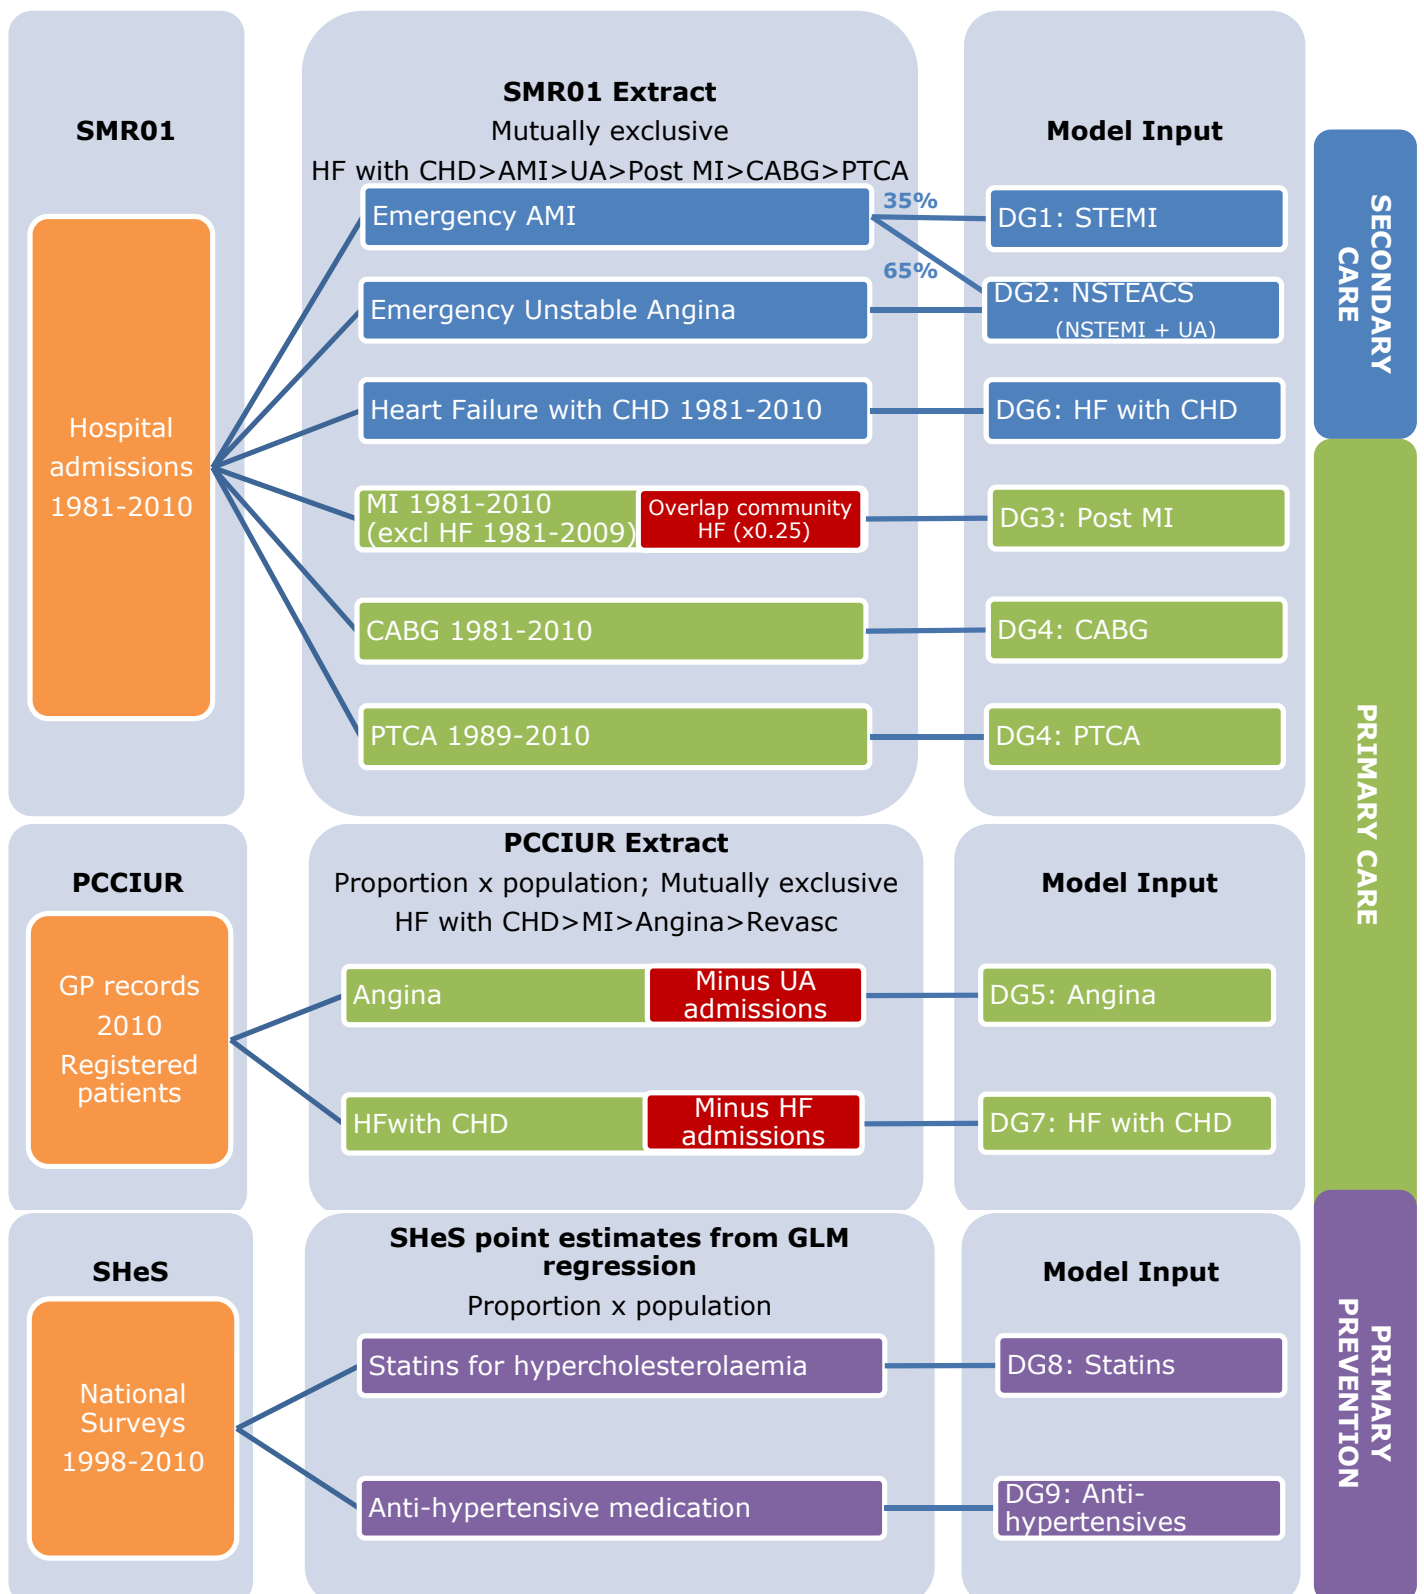 SMR01
Hospital
admissions
1981-2010
SMR01 Extract
Mutually exclusive
HF with CHD>AMI>UA>Post MI>CABG>PTCA
Emergency AMI
Emergency Unstable Angina
Heart Failure with CHD 1981-2010
MI 1981-2010
(excl HF 1981-2009)
Overlap community
HF (x0.25)
CABG 1981-2010
PTCA 1989-2010
35%
65%
Model Input
DG1: STEMI
DG2: NSTEACS
(NSTEMI + UA)
DG6: HF with CHD
DG3: Post MI
DG4: CABG
DG4: PTCA
SECONDARY
CARE
PRIMARY CARE
PCCIUR
GP records
2010
Registered
patients
PCCIUR Extract
Proportion x population; Mutually exclusive
HF with CHD>MI>Angina>Revasc
Angina
Minus UA
admissions
HFwith CHD
Minus HF
admissions
Model Input
DG5: Angina
DG7: HF with CHD
SHeS
National
Surveys
1998-2010
SHeS point estimates from GLM
regression
Proportion x population
Statins for hypercholesterolaemia
Anti-hypertensive medication
Model Input
DG8: Statins
DG9: Anti-
hypertensives
PRIMARY
PREVENTION